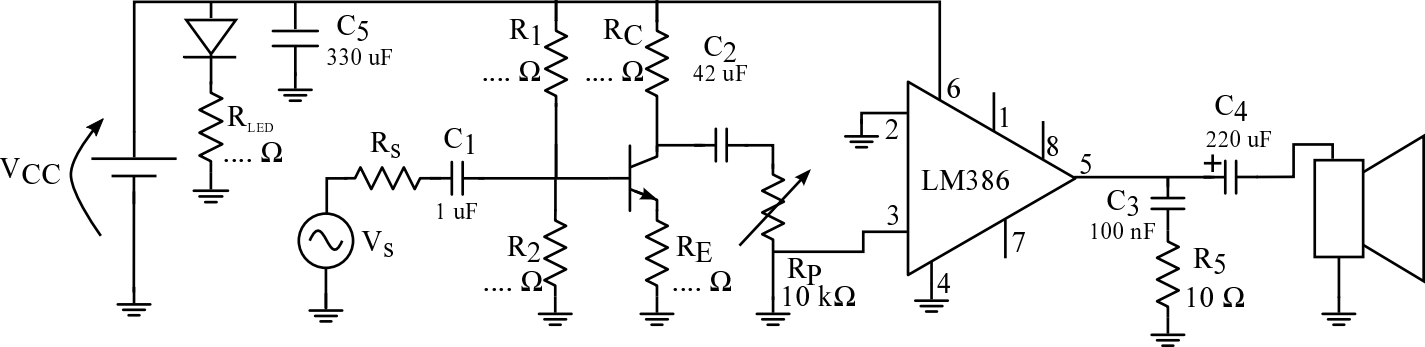 VCC
RLED
.... Ω
C5
330 uF
Rs
C1
1 uF
Vs
R1
.... Ω
R2
.... Ω
RC
.... Ω
RE
.... Ω
C2
42 uF
RP
10 kΩ
2
3
LM386
6
1
8
5
7
4
C3
100 nF
R5
10 Ω
C4
220 uF
+